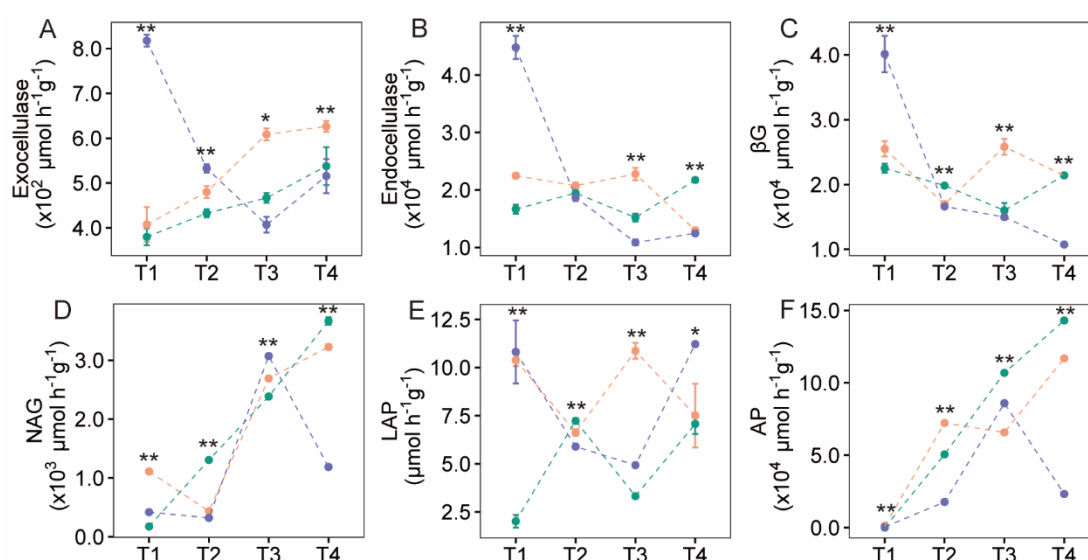 A
Exocellulase
(x10² μmol h⁻¹g⁻¹)
8.0
7.0
6.0
5.0
4.0
** ** * **
T1 T2 T3 T4
B
Endocellulase
(x10⁴ μmol h⁻¹g⁻¹)
4.0
3.0
2.0
1.0
** ** **
T1 T2 T3 T4
C
βG
(x10⁴ μmol h⁻¹g⁻¹)
4.0
3.0
2.0
1.0
** ** ** **
T1 T2 T3 T4
D
NAG
(x10³ μmol h⁻¹g⁻¹)
3.0
2.0
1.0
0.0
** ** ** **
T1 T2 T3 T4
E
LAP
(μmol h⁻¹g⁻¹)
12.5
10.0
7.5
5.0
2.5
** ** ** *
T1 T2 T3 T4
F
AP
(x10⁴ μmol h⁻¹g⁻¹)
15.0
10.0
5.0
0.0
** ** ** **
T1 T2 T3 T4